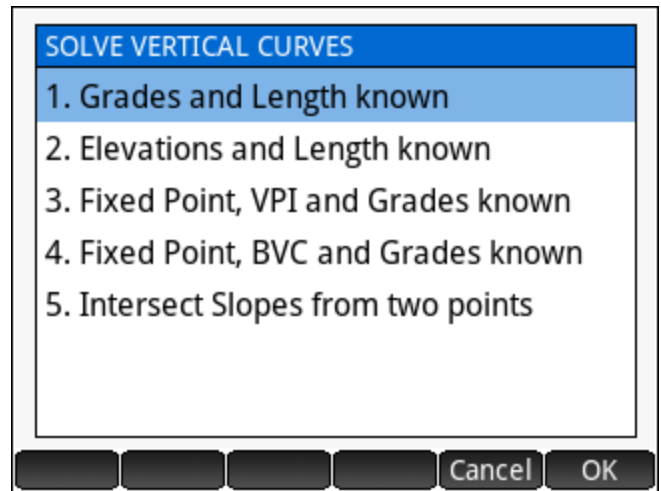 SOLVE VERTICAL CURVES
1. Grades and Length known
2. Elevations and Length known
3. Fixed Point, VPI and Grades known
4. Fixed Point, BVC and Grades known
5. Intersect Slopes from two points
Cancel OK